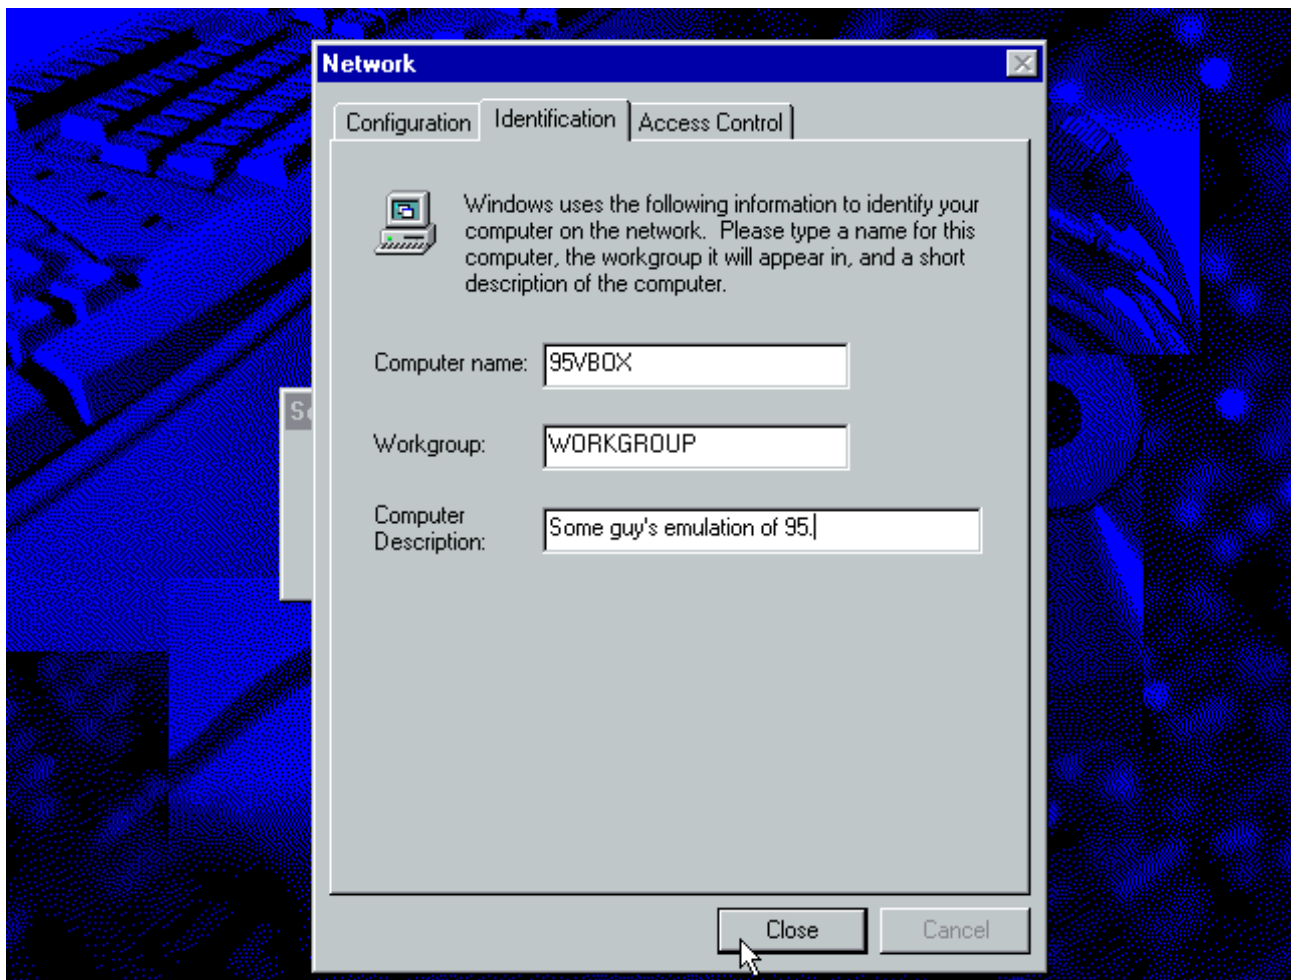 Network
Configuration
Identification
Access Control
Windows uses the following information to identify your
computer on the network.  Please type a name for this
computer, the workgroup it will appear in, and a short
description of the computer.
Computer name:
95VBOX
Workgroup:
WORKGROUP
Computer
Description:
Some guy's emulation of 95.
Close
Cancel